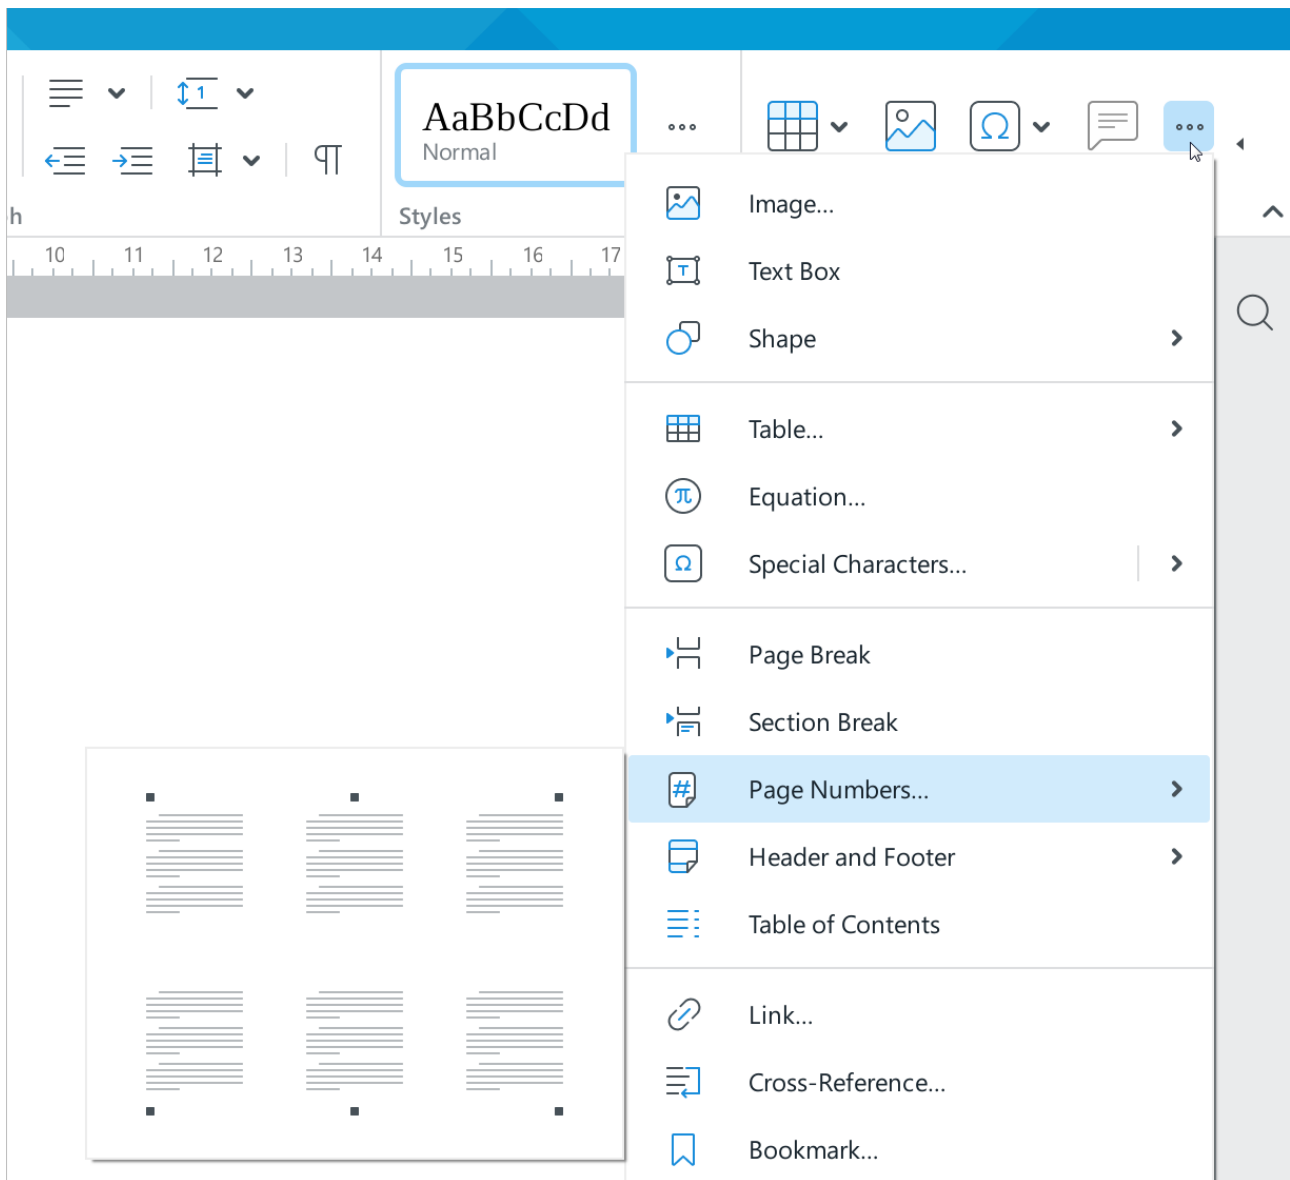 1
AaBbCcDd
Normal
Ω
h
Styles
10 11 12 13 14 15 16 17
Image...
T
Text Box
Shape
Table...
π
Equation...
Ω
Special Characters...
Page Break
Section Break
#
Page Numbers...
Header and Footer
Table of Contents
Link...
Cross-Reference...
Bookmark...